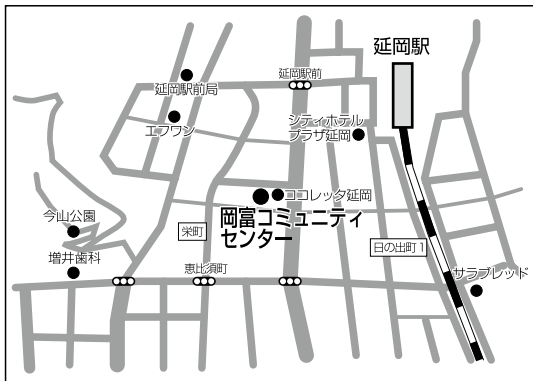 延岡駅
延岡駅前
延岡駅前局
エフワン
シティホテル
プラザ延岡
ココレッタ延岡
岡富コミュニティ
センター
今山公園
栄町
日の出町1
増井歯科
恵比須町
サラブレッド